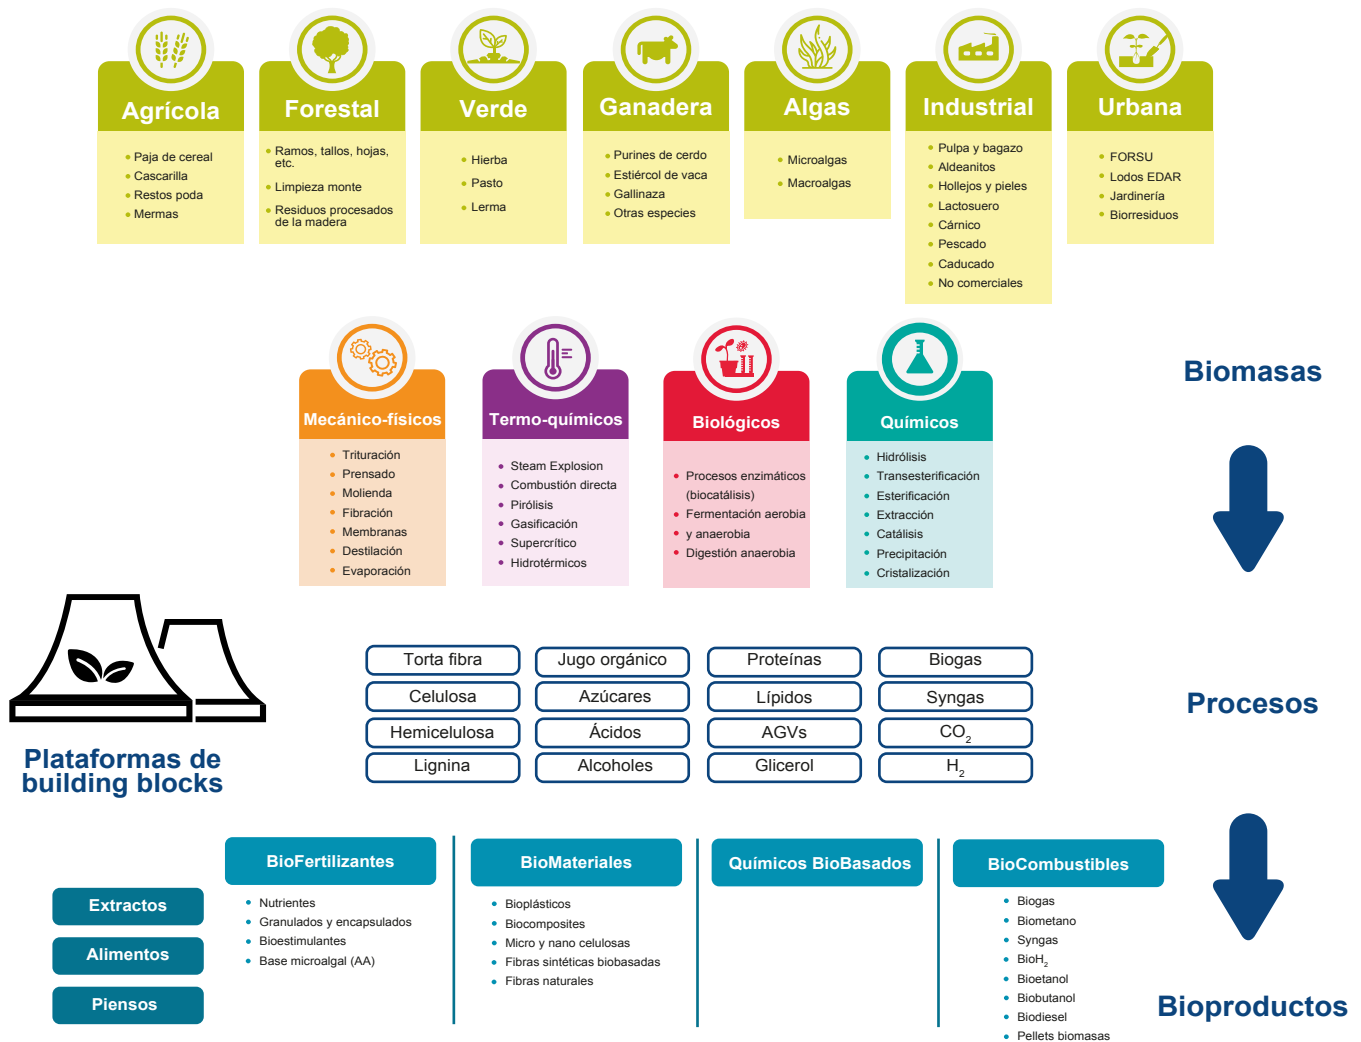 Agrícola
Paja de cereal
Cascarilla
Restos poda
Mermas
Forestal
Ramos, tallos, hojas,
etc.
Limpieza monte
Residuos procesados
de la madera
Verde
Hierba
Pasto
Lerma
Ganadera
Purines de cerdo
Estiércol de vaca
Gallinaza
Otras especies
Algas
Microalgas
Macroalgas
Industrial
Pulpa y bagazo
Aldeanitos
Hollejos y pieles
Lactosuero
Cárnico
Pescado
Caducado
No comerciales
Urbana
FORSU
Lodos EDAR
Jardinería
Biorresiduos
Biomasas
Mecánico-físicos
Trituración
Prensado
Molienda
Fibración
Membranas
Destilación
Evaporación
Termo-químicos
Steam Explosion
Combustión directa
Pirólisis
Gasificación
Supercrítico
Hidrotérmicos
Biológicos
Procesos enzimáticos
(biocatálisis)
Fermentación aerobia
y anaerobia
Digestión anaerobia
Químicos
Hidrólisis
Transesterificación
Esterificación
Extracción
Catálisis
Precipitación
Cristalización
Procesos
Plataformas de
building blocks
Torta fibra
Jugo orgánico
Proteínas
Biogas
Celulosa
Azúcares
Lípidos
Syngas
Hemicelulosa
Ácidos
AGVs
CO2
Lignina
Alcoholes
Glicerol
H2
Extractos
Alimentos
Piensos
BioFertilizantes
Nutrientes
Granulados y encapsulados
Bioestimulantes
Base microalgal (AA)
BioMateriales
Bioplásticos
Biocomposites
Micro y nano celulosas
Fibras sintéticas biobasadas
Fibras naturales
Químicos BioBasados
BioCombustibles
Biogas
Biometano
Syngas
BioH2
Bioetanol
Biobutanol
Biodiesel
Pellets biomasas
Bioproductos